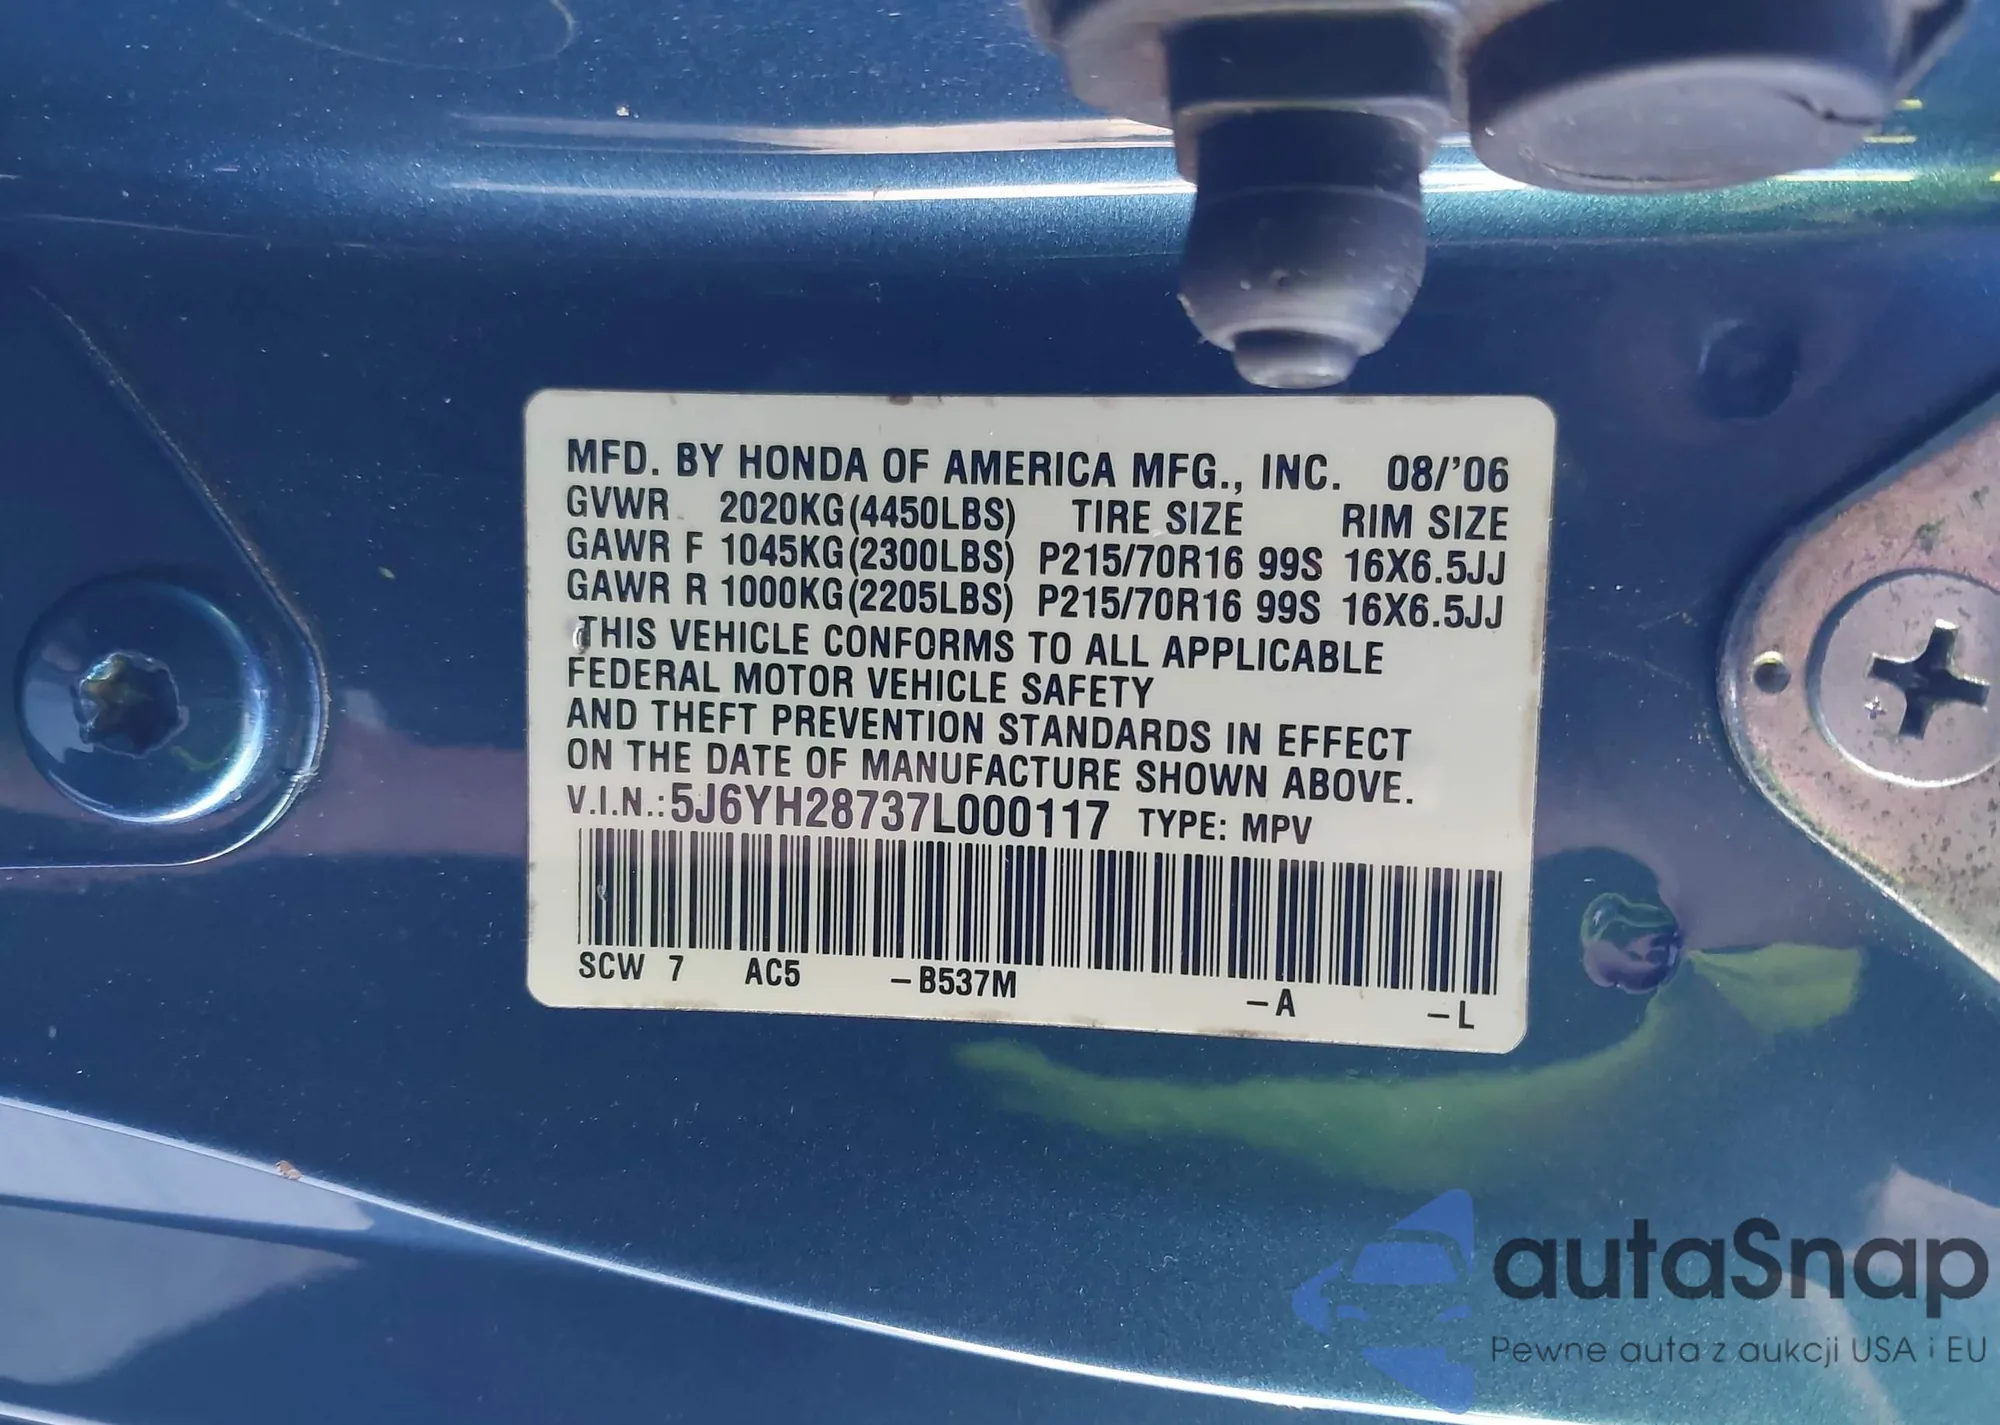 MFD. BY HONDA OF AMERICA MFG., INC. 08/'06
GVWR 2020KG(4450LBS) TIRE SIZE RIM SIZE
GAWR F 1045KG(2300LBS) P215/70R16 99S 16X6.5JJ
GAWR R 1000KG(2205LBS) P215/70R16 99S 16X6.5JJ
THIS VEHICLE CONFORMS TO ALL APPLICABLE
FEDERAL MOTOR VEHICLE SAFETY
AND THEFT PREVENTION STANDARDS IN EFFECT
ON THE DATE OF MANUFACTURE SHOWN ABOVE.
V.I.N.: 5J6YH28737L000117 TYPE: MPV
SCW 7 AC5 -B537M -A -L
autaSnap
Pewne auta z aukcji USA i EU